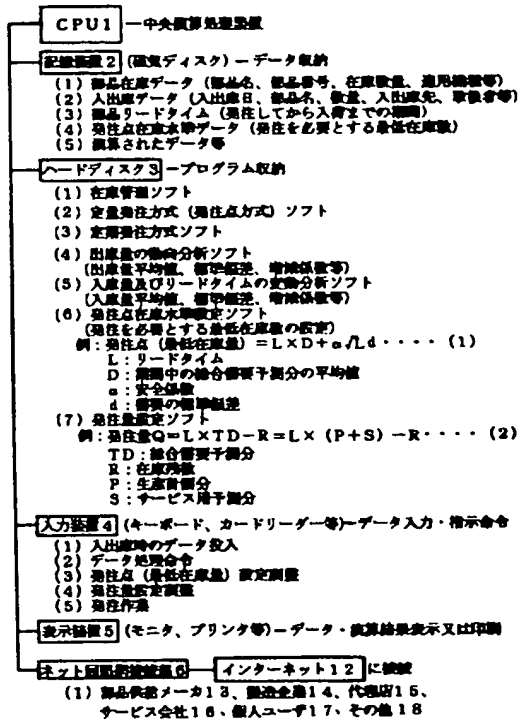 CPU1 ー中央演算処理装置
記録装置2 (磁気ディスク) ーデータ収納
(1) 部品在庫データ (部品名、部品番号、在庫数量、適用機種等)
(2) 入出庫データ (入出庫日、部品名、数量、入出庫先、取扱者等)
(3) 部品リードタイム (発注してから入荷までの期間)
(4) 発注点在庫水準データ (発注を必要とする最低在庫数)
(5) 演算されたデータ等
ハードディスク3 ープログラム収納
(1) 在庫管理ソフト
(2) 定量発注方式 (発注点方式) ソフト
(3) 定期発注方式ソフト
(4) 出庫量の動向分析ソフト
(出庫量平均値、標準偏差、増減係数等)
(5) 入庫量及びリードタイムの変動分析ソフト
(入庫量平均値、標準偏差、増減係数等)
(6) 発注点在庫水準設定ソフト
(発注を必要とする最低在庫数の設定)
例:発注点 (最低在庫量) =L×D+α√Ld・・・・ (1)
L:リードタイム
D:期間中の総合需要予測分の平均値
α:安全係数
d:需要の標準偏差
(7) 発注量設定ソフト
例:発注量Q=L×TD−R=L× (P+S) −R・・・・ (2)
TD:総合需要予測分
R:在庫残数
P:生産計画分
S:サービス用予測分
入力装置4 (キーボード、カードリーダー等)ーデータ入力・指示命令
(1) 入出庫時のデータ投入
(2) データ処理命令
(3) 発注点 (最低在庫量) 設定調整
(4) 発注量設定調整
(5) 発注作業
表示装置5 (モニタ、プリンタ等) ーデータ・演算結果表示又は印刷
ネット回路網接続器6 インターネット12 に接続
(1) 部品供給メーカ13、製造企業14、代理店15、
サービス会社16、個人ユーザ17、その他18